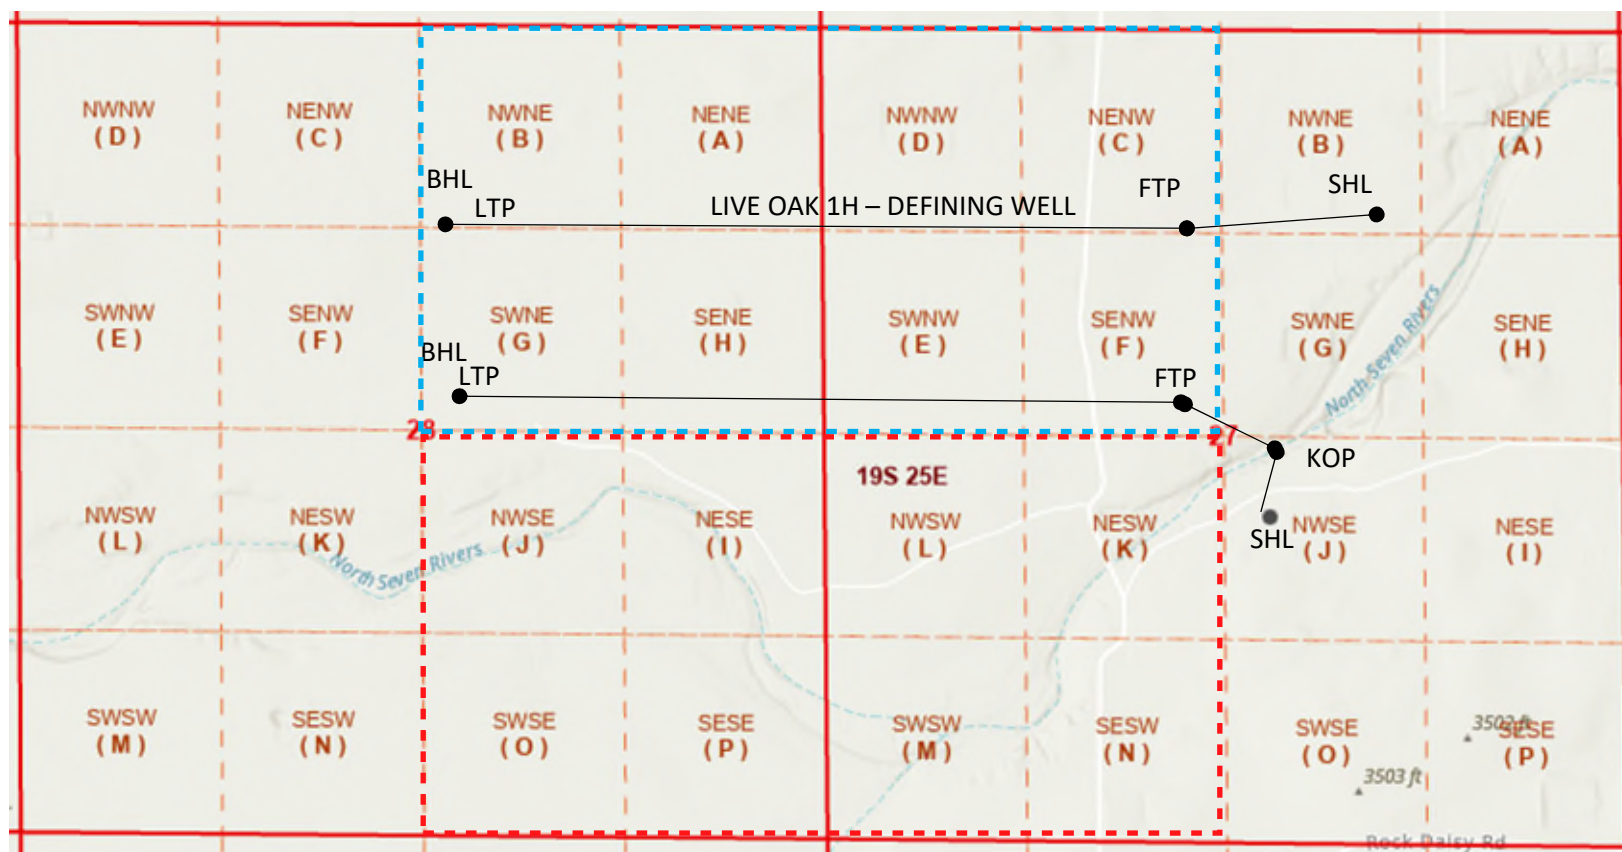 NWNW
(D)
NENW
(C)
NWNE
(B)
NENE
(A)
NWNW
(D)
NENW
(C)
NWNE
(B)
NENE
(A)
BHL
LTP
LIVE OAK 1H – DEFINING WELL
FTP
SHL
SWNW
(E)
SENW
(F)
SWNE
(G)
SENE
(H)
SWNW
(E)
SENW
(F)
SWNE
(G)
SENE
(H)
North Seven Rivers
BHL
LTP
FTP
28
27
KOP
19S 25E
NWSW
(L)
NESW
(K)
NWSE
(J)
NESE
(I)
NWSW
(L)
NESW
(K)
SHL
NWSE
(J)
NESE
(I)
North Seven Rivers
SWSW
(M)
SESW
(N)
SWSE
(O)
SESE
(P)
SWSW
(M)
SESW
(N)
SWSE
(O)
3502 ft
SESE
(P)
3503 ft
Rock Daisy Rd